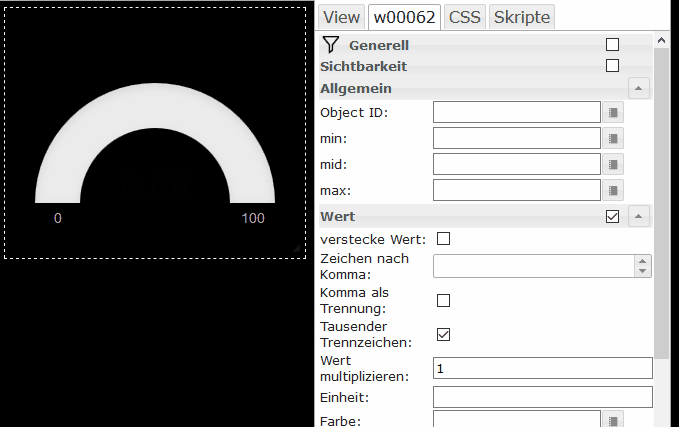 View w00062 CSS Skripte
Generell
Sichtbarkeit
Allgemein
Object ID:
min:
mid:
max:
Wert
verstecke Wert:
Zeichen nach
Komma:
Komma als
Trennung:
Tausender
Trennzeichen:
Wert
multiplizieren: 1
Einheit:
Farbe:
0 100